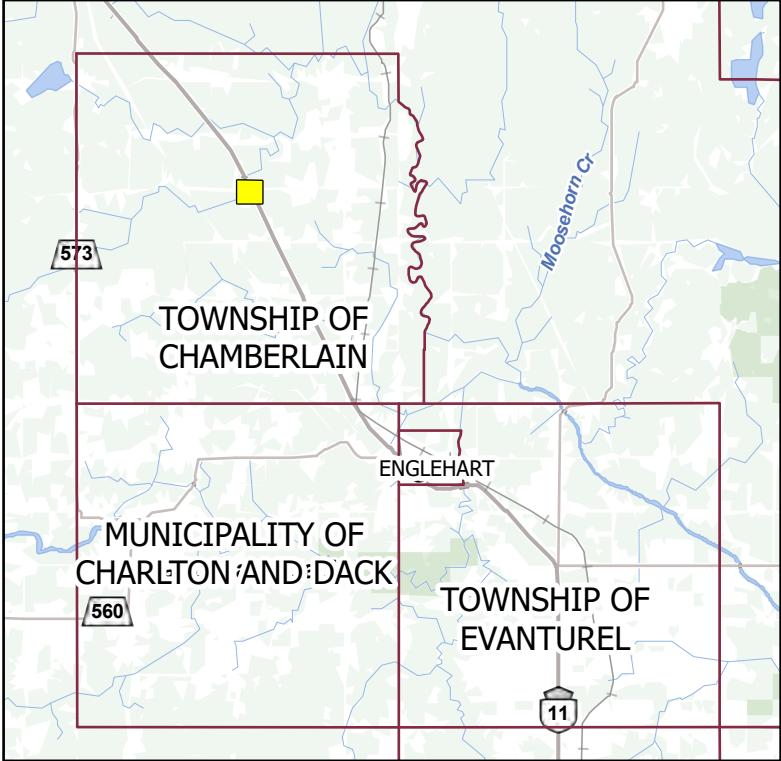 Moosehorn Cr
573
TOWNSHIP OF
CHAMBERLAIN
ENGLEHART
MUNICIPALITY OF
CHARLTON AND DACK
560
TOWNSHIP OF
EVANTUREL
11